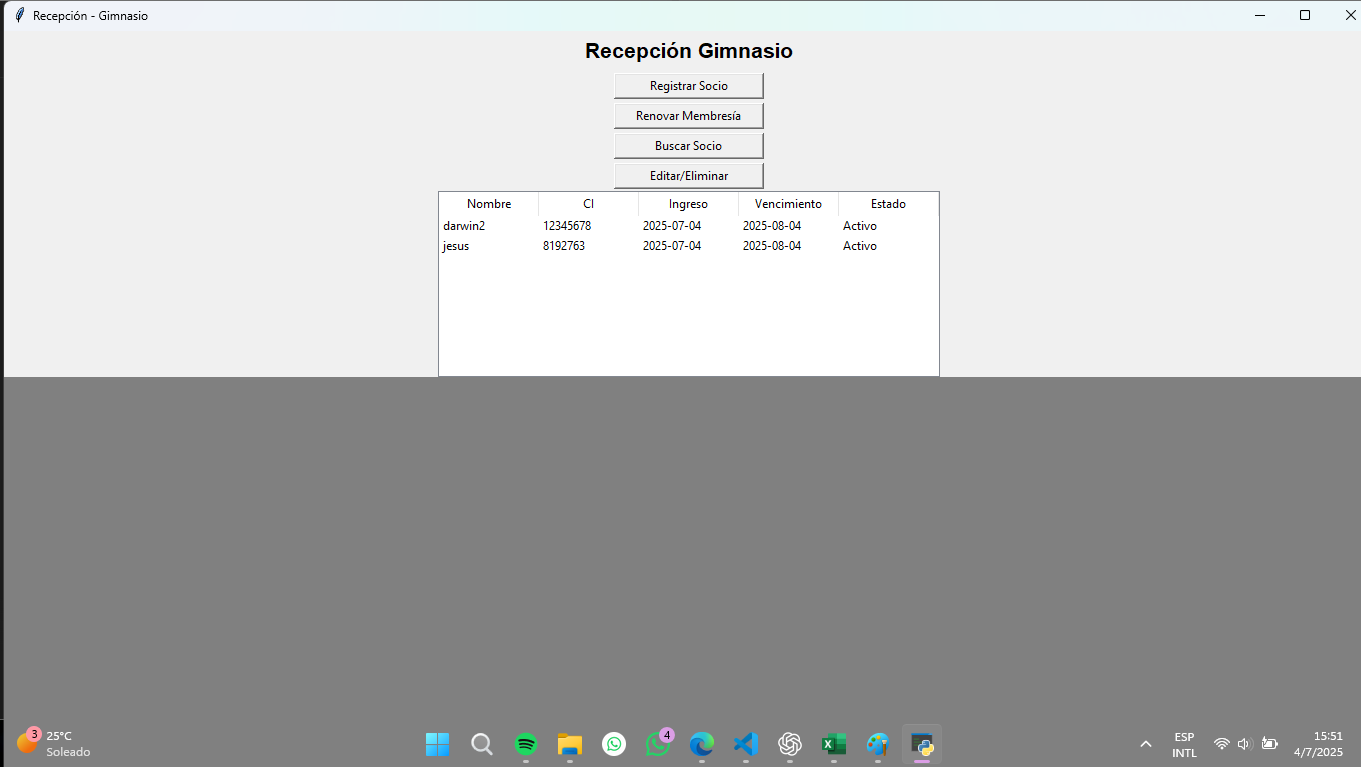 Recepción - Gimnasio
Recepción Gimnasio
Registrar Socio
Renovar Membresía
Buscar Socio
Editar/Eliminar
Nombre CI Ingreso Vencimiento Estado
darwin2 12345678 2025-07-04 2025-08-04 Activo
jesus 8192763 2025-07-04 2025-08-04 Activo
3
25°C
Soleado
4
ESP
INTL
15:51
4/7/2025